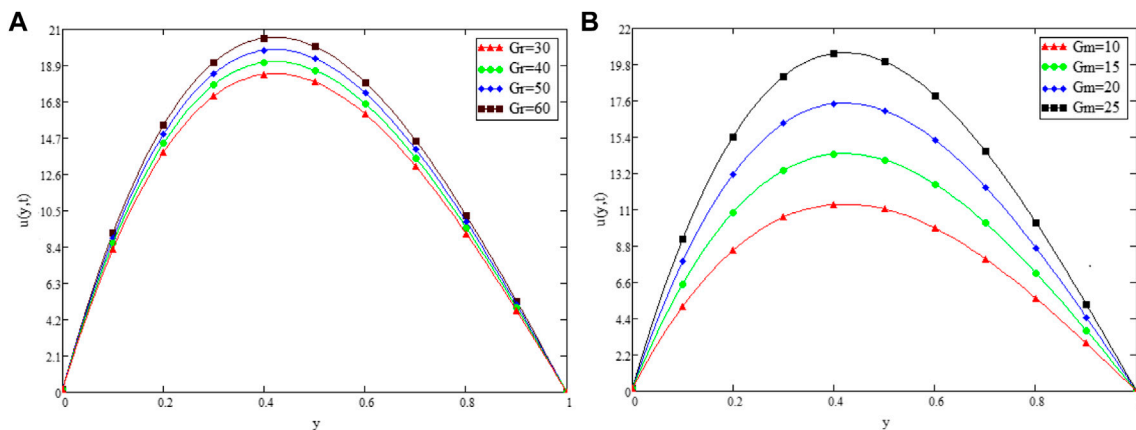 A
21
18.9
16.8
14.7
12.6
10.5
8.4
6.3
4.2
2.1
0
u(y,t)
Gr=30
Gr=40
Gr=50
Gr=60
0
0.2
0.4
0.6
0.8
1
y
B
22
19.8
17.6
15.4
13.2
11
8.8
6.6
4.4
2.2
0
u(y,t)
Gm=10
Gm=15
Gm=20
Gm=25
0
0.2
0.4
0.6
0.8
y